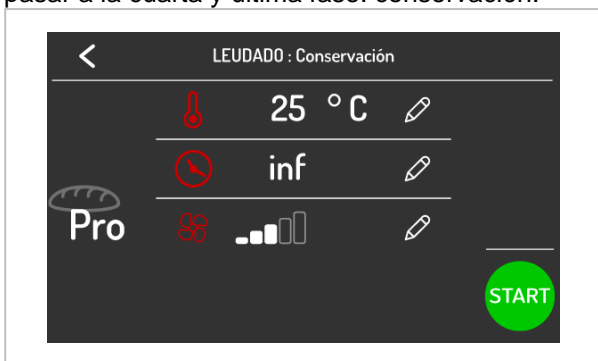 pasar a la cuarta y última fase: conservación.
LEUDADO : Conservación
25 °C
inf
Pro
START